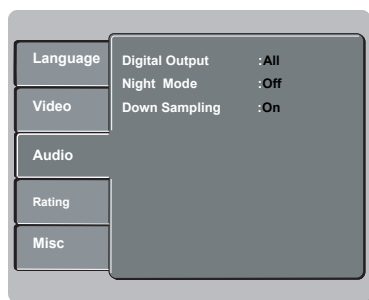 Language
Video
Audio
Rating
Misc
Digital Output :All
Night Mode :Off
Down Sampling :On